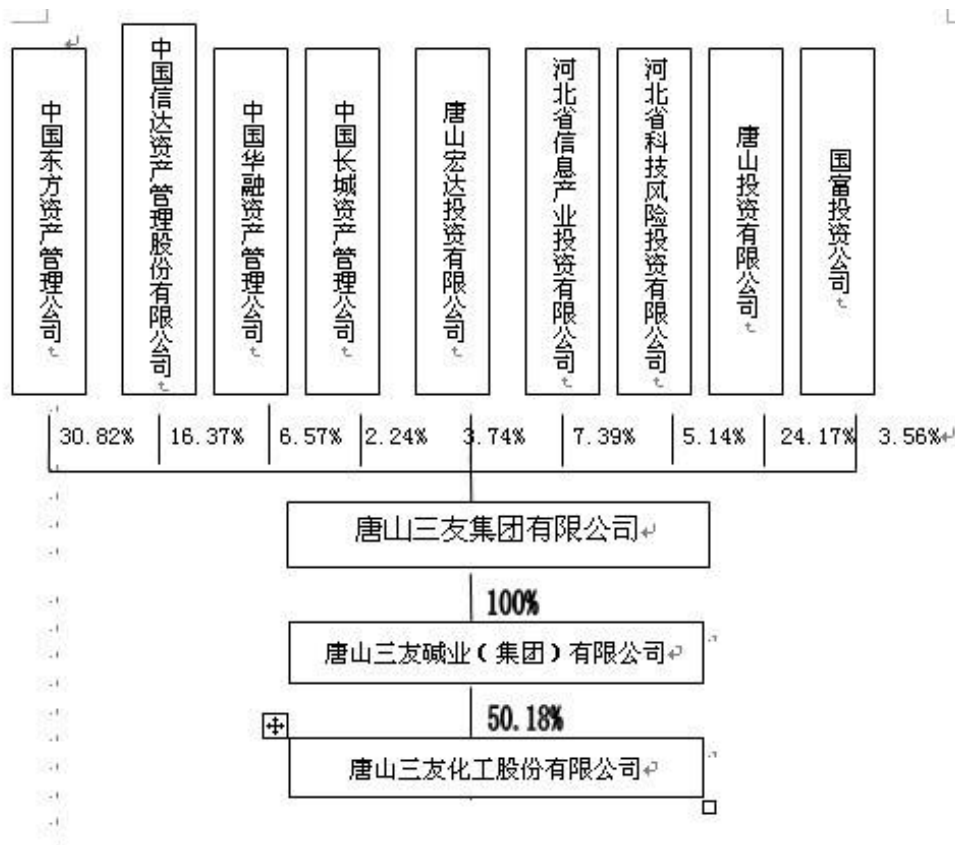 中国东方资产管理公司
中国信达资产管理股份有限公司
中国华融资产管理公司
中国长城资产管理公司
唐山宏达投资有限公司
河北省信息产业投资有限公司
河北省科技风险投资有限公司
唐山投资有限公司
国富投资公司
30.82% 16.37% 6.57% 2.24% 3.74% 7.39% 5.14% 24.17% 3.56%
唐山三友集团有限公司
100%
唐山三友碱业(集团)有限公司
50.18%
唐山三友化工股份有限公司